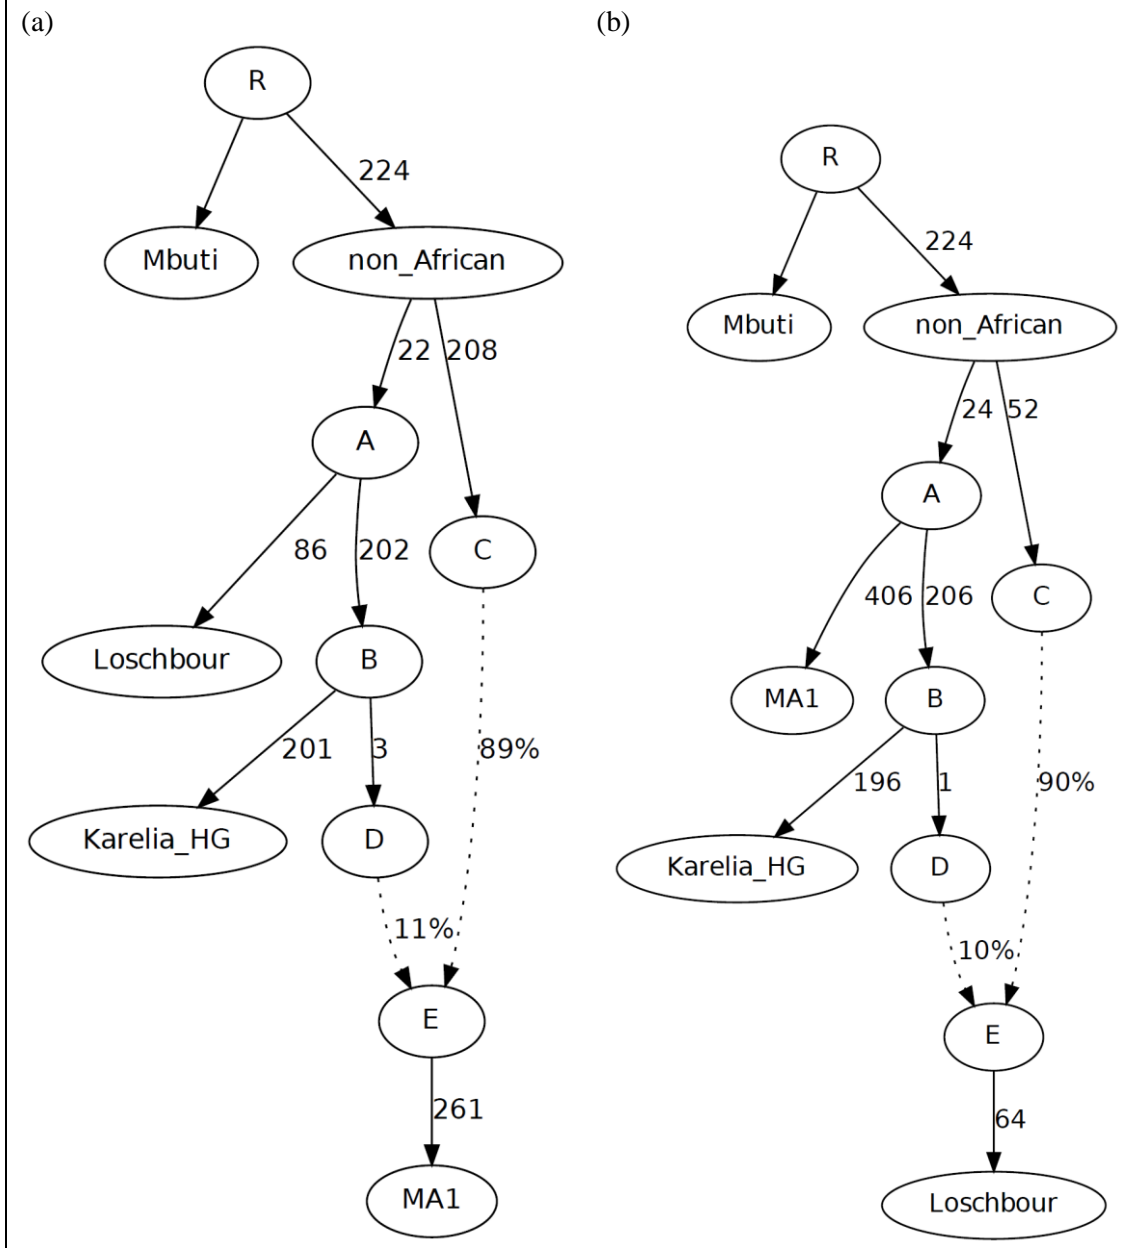 (a)
R
224
Mbuti
non_African
22
208
A
86
202
C
Loschbour
B
201
3
89%
Karelia_HG
D
11%
E
261
MA1
(b)
R
224
Mbuti
non_African
24
52
A
406
206
C
MA1
B
196
1
90%
Karelia_HG
D
10%
E
64
Loschbour